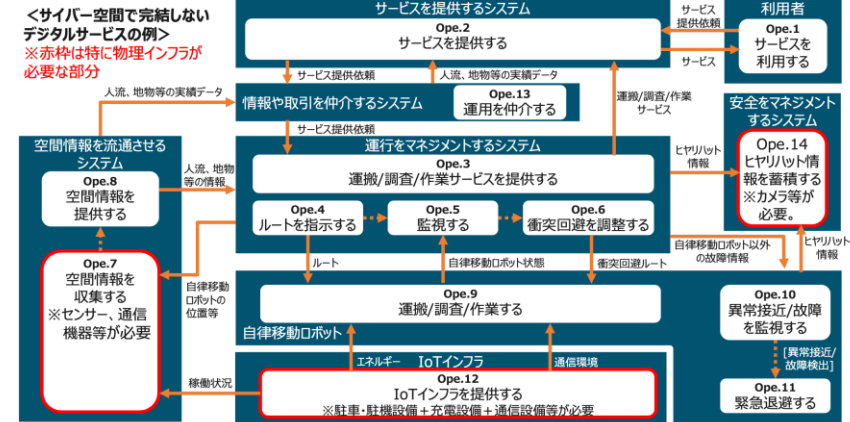 <サイバー空間で完結しない
デジタルサービスの例>
※赤枠は特に物理インフラが
必要な部分
サービスを提供するシステム
Ope.2
サービスを提供する
サービス
提供依頼
サービス
利用者
Ope.1
サービスを
利用する
サービス提供依頼
人流、地物等の実績データ
人流、地物等の実績データ
情報や取引を仲介するシステム
Ope.13
運用を仲介する
運搬/調査/作業
サービス
サービス提供依頼
安全をマネジメント
するシステム
Ope.14
ヒヤリハット情
報を蓄積する
※カメラ等が
必要。
空間情報を流通させる
システム
Ope.8
空間情報を
提供する
人流、地物
等の情報
運行をマネジメントするシステム
Ope.3
運搬/調査/作業サービスを提供する
ヒヤリハット
情報
Ope.4
ルートを指示する
Ope.5
監視する
Ope.6
衝突回避を調整する
Ope.7
空間情報を
収集する
※センサー、通信
機器等が必要
自律移動
ロボットの
位置等
ルート
自律移動ロボット状態
衝突回避ルート
自律移動ロボット以外
の故障情報
ヒヤリハット
情報
Ope.9
運搬/調査/作業する
自律移動ロボット
Ope.10
異常接近/故障
を監視する
[異常接近/
故障検出]
Ope.11
緊急退避する
エネルギー
IoTインフラ
通信環境
稼働状況
Ope.12
IoTインフラを提供する
※駐車・駐機設備+充電設備+通信設備等が必要